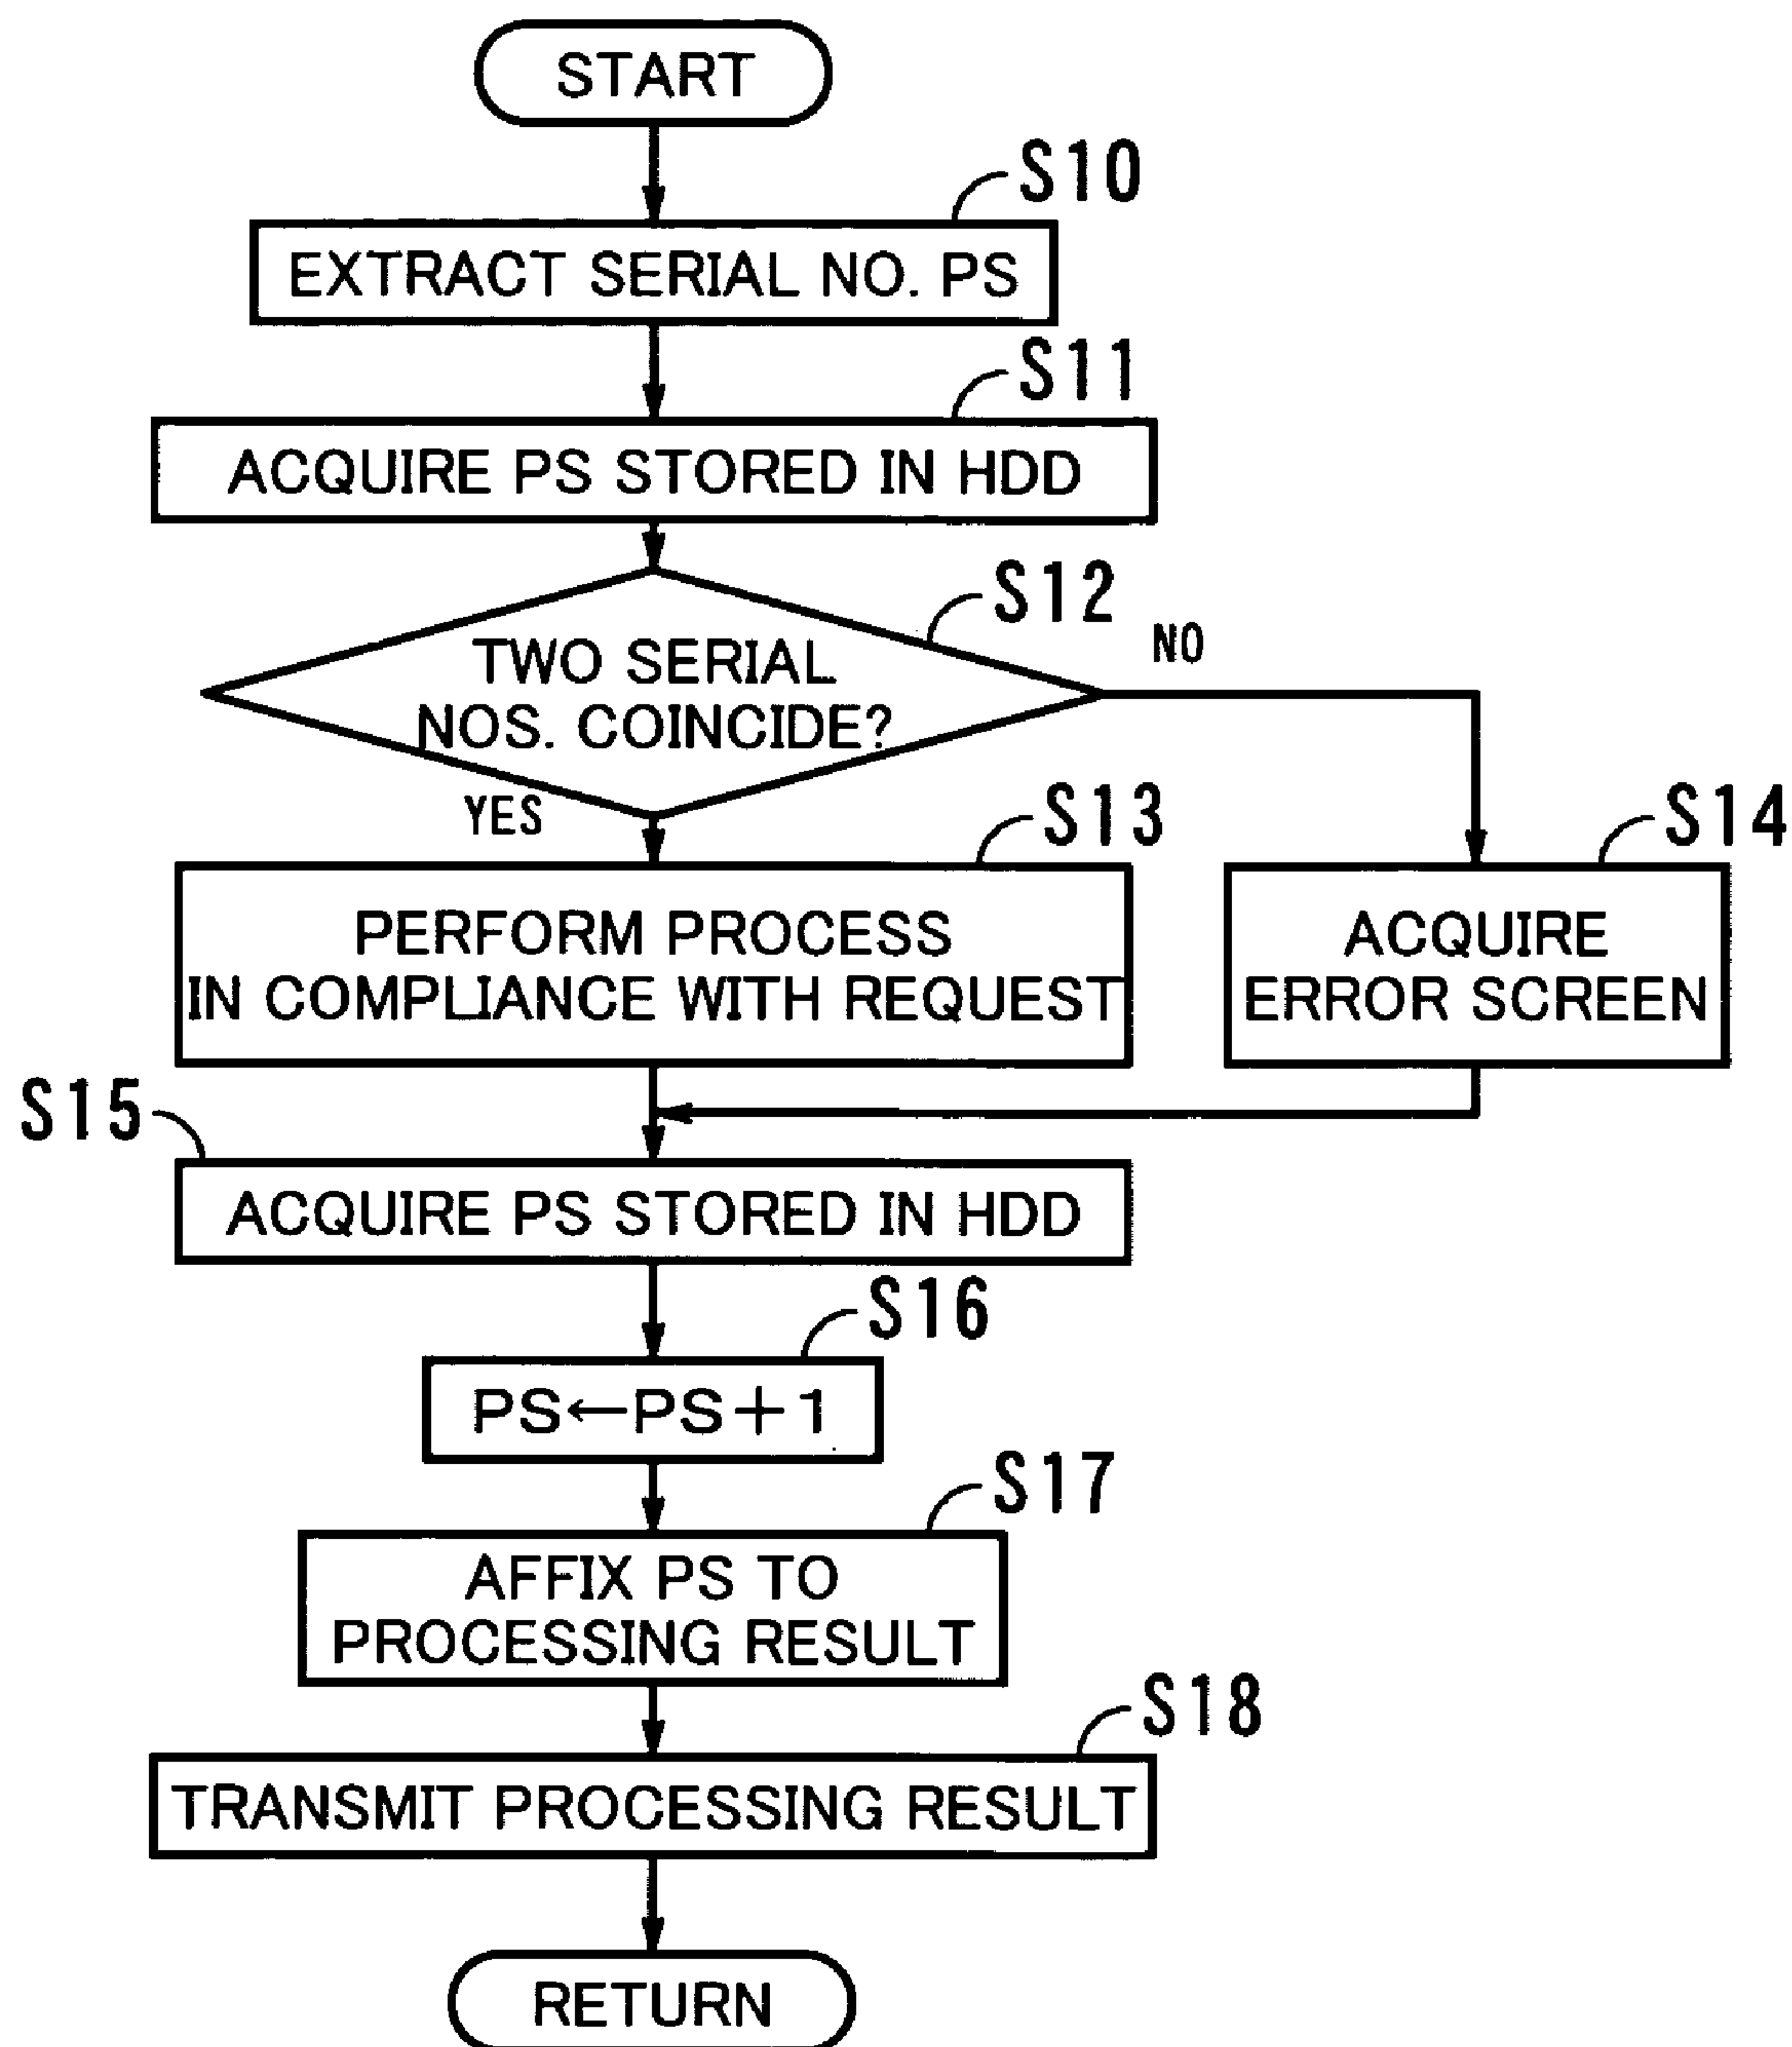 START
S10
EXTRACT SERIAL NO. PS
S11
ACQUIRE PS STORED IN HDD
S12
NO
TWO SERIAL
NOS. COINCIDE?
YES
S13
S14
PERFORM PROCESS
IN COMPLIANCE WITH REQUEST
ACQUIRE
ERROR SCREEN
S15
ACQUIRE PS STORED IN HDD
S16
PS←PS+1
S17
AFFIX PS TO
PROCESSING RESULT
S18
TRANSMIT PROCESSING RESULT
RETURN